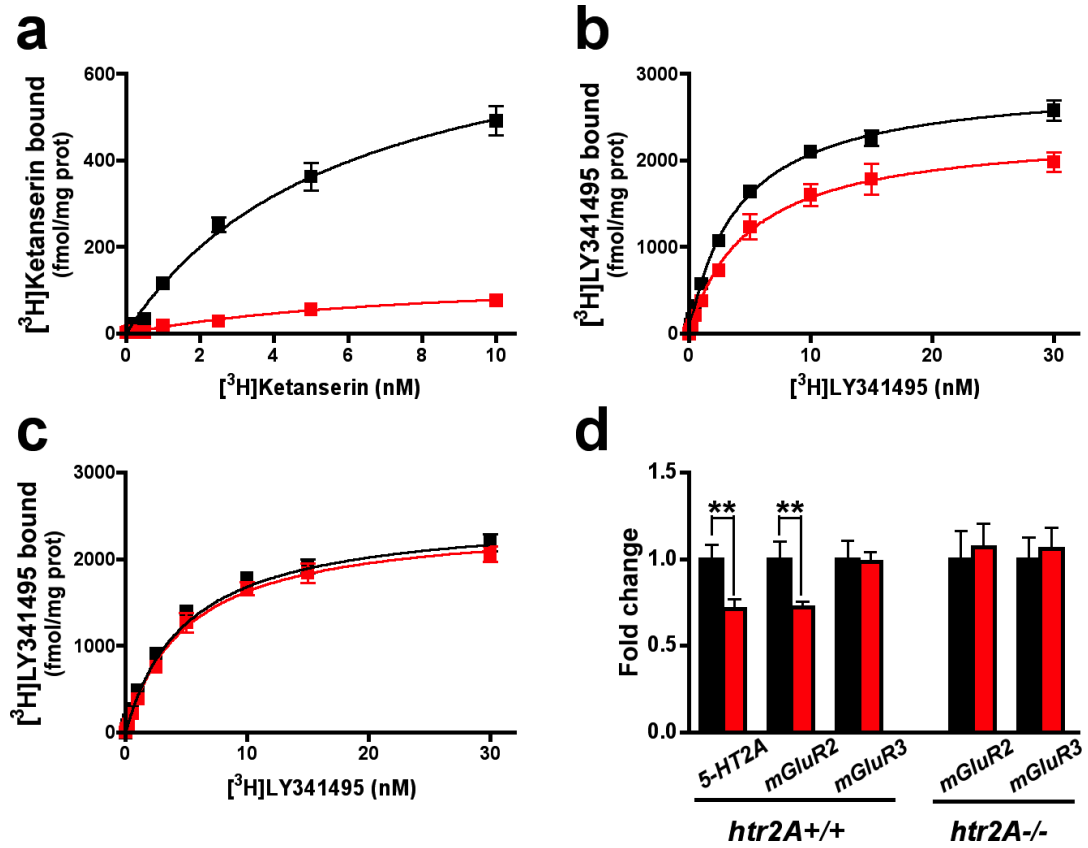 a
600
400
200
0
[³H]Ketanserin bound
(fmol/mg prot)
0 2 4 6 8 10
[³H]Ketanserin (nM)
b
3000
2000
1000
0
[³H]LY341495 bound
(fmol/mg prot)
0 10 20 30
[³H]LY341495 (nM)
c
3000
2000
1000
0
[³H]LY341495 bound
(fmol/mg prot)
0 10 20 30
[³H]LY341495 (nM)
d
1.5
1.0
0.5
0.0
Fold change
** **
5-HT2A mGluR2 mGluR3 mGluR2 mGluR3
htr2A+/+ htr2A-/-